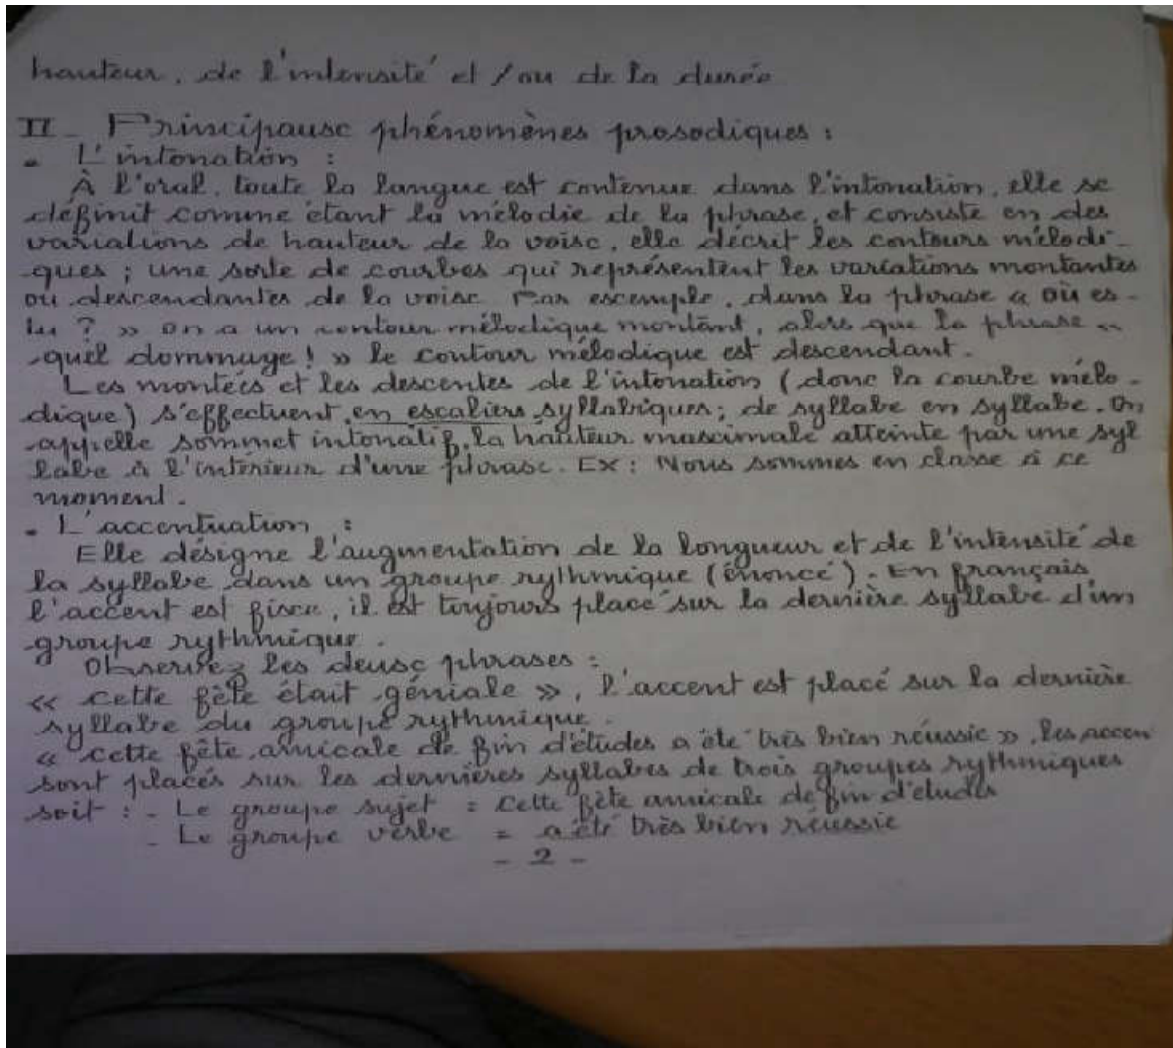 hauteur, de l'intensité et / ou de la durée
II - Principaux phénomènes prosodiques :
- L'intonation :
À l'oral, toute la langue est contenue dans l'intonation, elle se
définit comme étant la mélodie de la phrase, et consiste en des
variations de hauteur de la voix, elle décrit les contours mélodi-
-ques ; une sorte de courbes qui représentent les variations montantes
ou descendantes de la voix. Par exemple, dans la phrase « où es-
tu ? » on a un contour mélodique montant, alors que la phrase «
quel dommage ! » le contour mélodique est descendant.
Les montées et les descentes de l'intonation (donc la courbe mélo-
dique) s'effectuent en escaliers syllabiques; de syllabe en syllabe. On
appelle sommet intonatif, la hauteur maximale atteinte par une syl
labe à l'intérieur d'une phrase. Ex : Nous sommes en classe à ce
moment.
- L'accentuation :
Elle désigne l'augmentation de la longueur et de l'intensité de
la syllabe dans un groupe rythmique (énoncé). En français,
l'accent est fixe, il est toujours placé sur la dernière syllabe d'un
groupe rythmique.
Observez les deux phrases :
« cette fête était géniale », l'accent est placé sur la dernière
syllabe du groupe rythmique.
« cette fête amicale de fin d'études a été très bien réussie », les accen
sont placés sur les dernières syllabes de trois groupes rythmiques
soit : - Le groupe sujet = cette fête amicale de fin d'études
- Le groupe verbe = a été très bien réussie
- 2 -